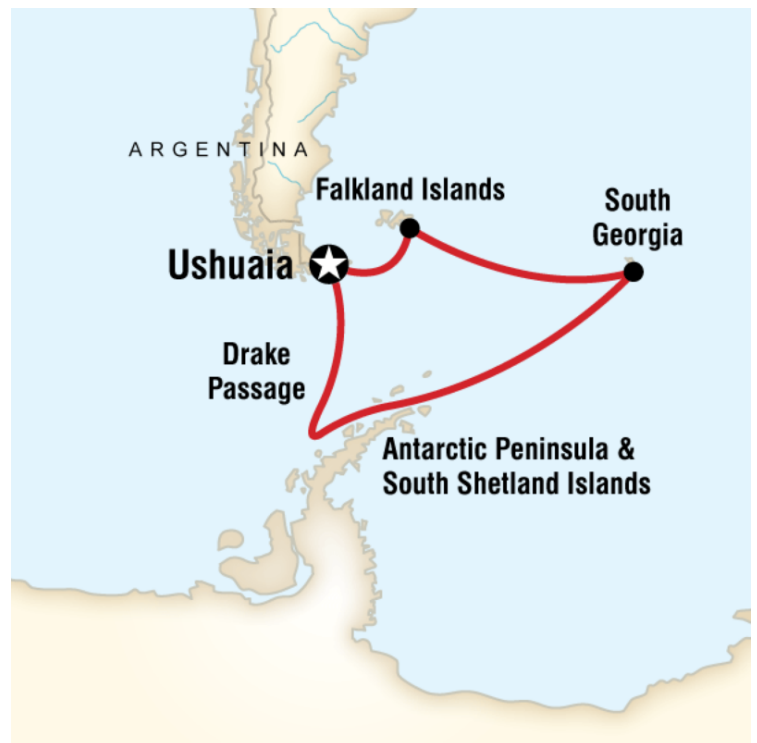 ARGENTINA
Falkland Islands
South
Georgia
Ushuaia
Drake
Passage
Antarctic Peninsula &
South Shetland Islands